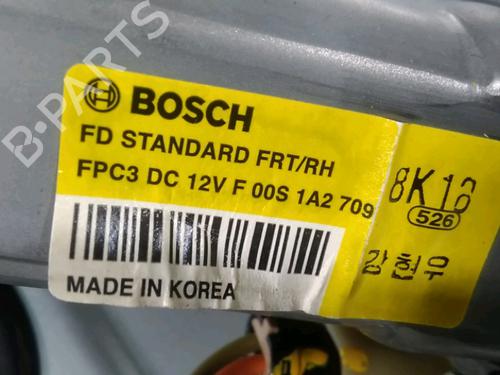 BOSCH
FD STANDARD FRT/RH
FPC3 DC 12V F 00S 1A2 709
8K18
526
강현우
MADE IN KOREA
B-PARTS